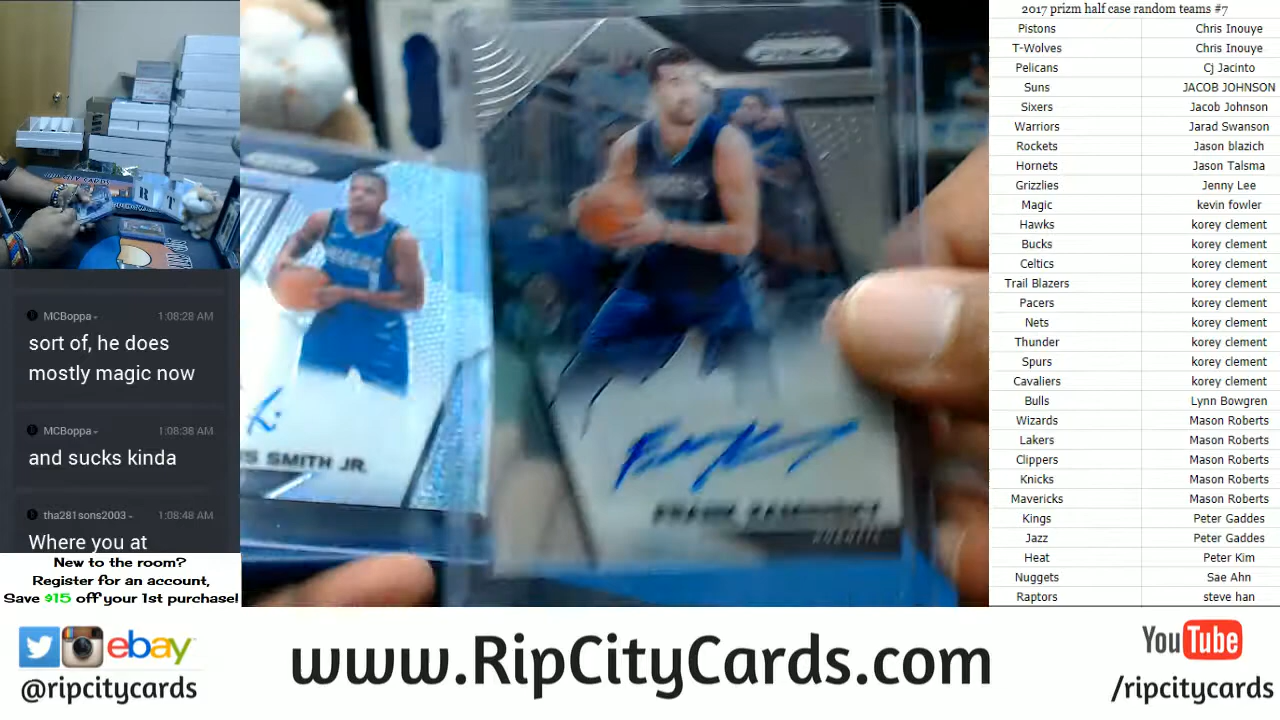 MCBoppa 1:08:28 AM
sort of, he does
mostly magic now
MCBoppa 1:08:38 AM
and sucks kinda
tha281sons2003 1:08:48 AM
Where you at
New to the room?
Register for an account,
Save $15 off your 1st purchase!
PRIZM
SMITH JR.
FRANK KAMINSKY
2017 prizm half case random teams #7
Pistons Chris Inouye
T-Wolves Chris Inouye
Pelicans Cj Jacinto
Suns JACOB JOHNSON
Sixers Jacob Johnson
Warriors Jarad Swanson
Rockets Jason blazich
Hornets Jason Talsma
Grizzlies Jenny Lee
Magic kevin fowler
Hawks korey clement
Bucks korey clement
Celtics korey clement
Trail Blazers korey clement
Pacers korey clement
Nets korey clement
Thunder korey clement
Spurs korey clement
Cavaliers korey clement
Bulls Lynn Bowgren
Wizards Mason Roberts
Lakers Mason Roberts
Clippers Mason Roberts
Knicks Mason Roberts
Mavericks Mason Roberts
Kings Peter Gaddes
Jazz Peter Gaddes
Heat Peter Kim
Nuggets Sae Ahn
Raptors steve han
ebay
@ripcitycards
www.RipCityCards.com
YouTube
/ripcitycards